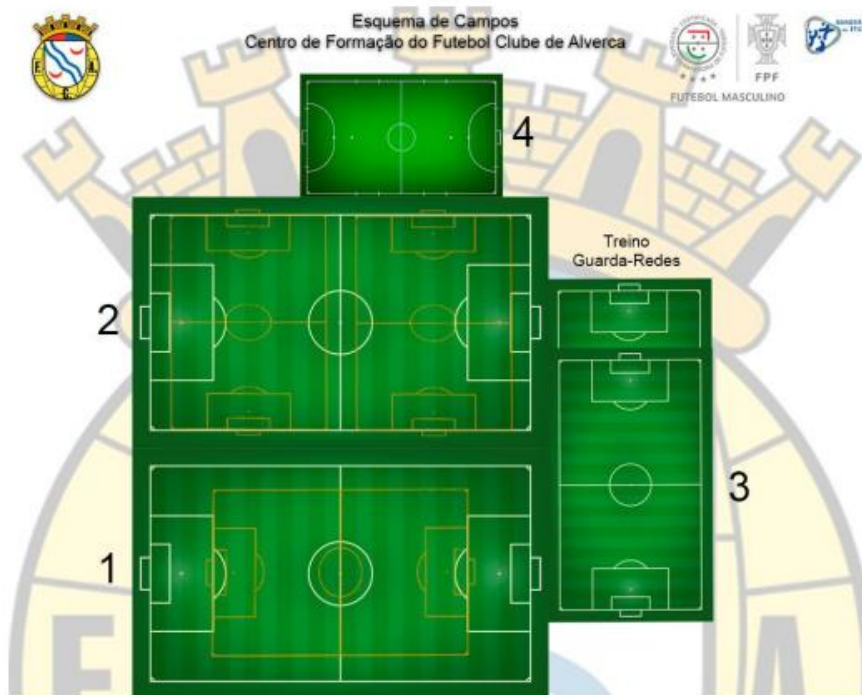 Esquema de Campos
Centro de Formação do Futebol Clube de Alverca
FPF
FUTEBOL MASCULINO
4
Treino
Guarda-Redes
2
3
1
F
C
A
E
A